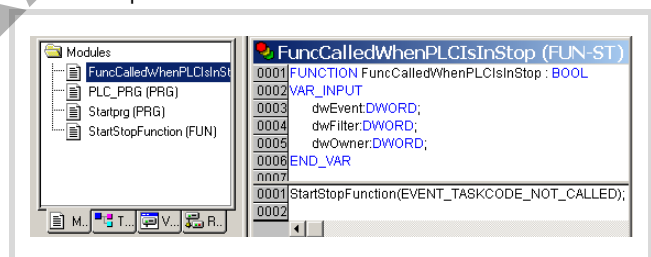 Modules
FuncCalledWhenPLCIsInSt
PLC_PRG (PRG)
Startprg (PRG)
StartStopFunction (FUN)
M.. T... V... R..
FuncCalledWhenPLCIsInStop (FUN-ST)
0001 FUNCTION FuncCalledWhenPLCIsInStop : BOOL
0002 VAR_INPUT
0003 dwEvent:DWORD;
0004 dwFilter:DWORD;
0005 dwOwner:DWORD;
0006 END_VAR
0007
0001 StartStopFunction(EVENT_TASKCODE_NOT_CALLED);
0002